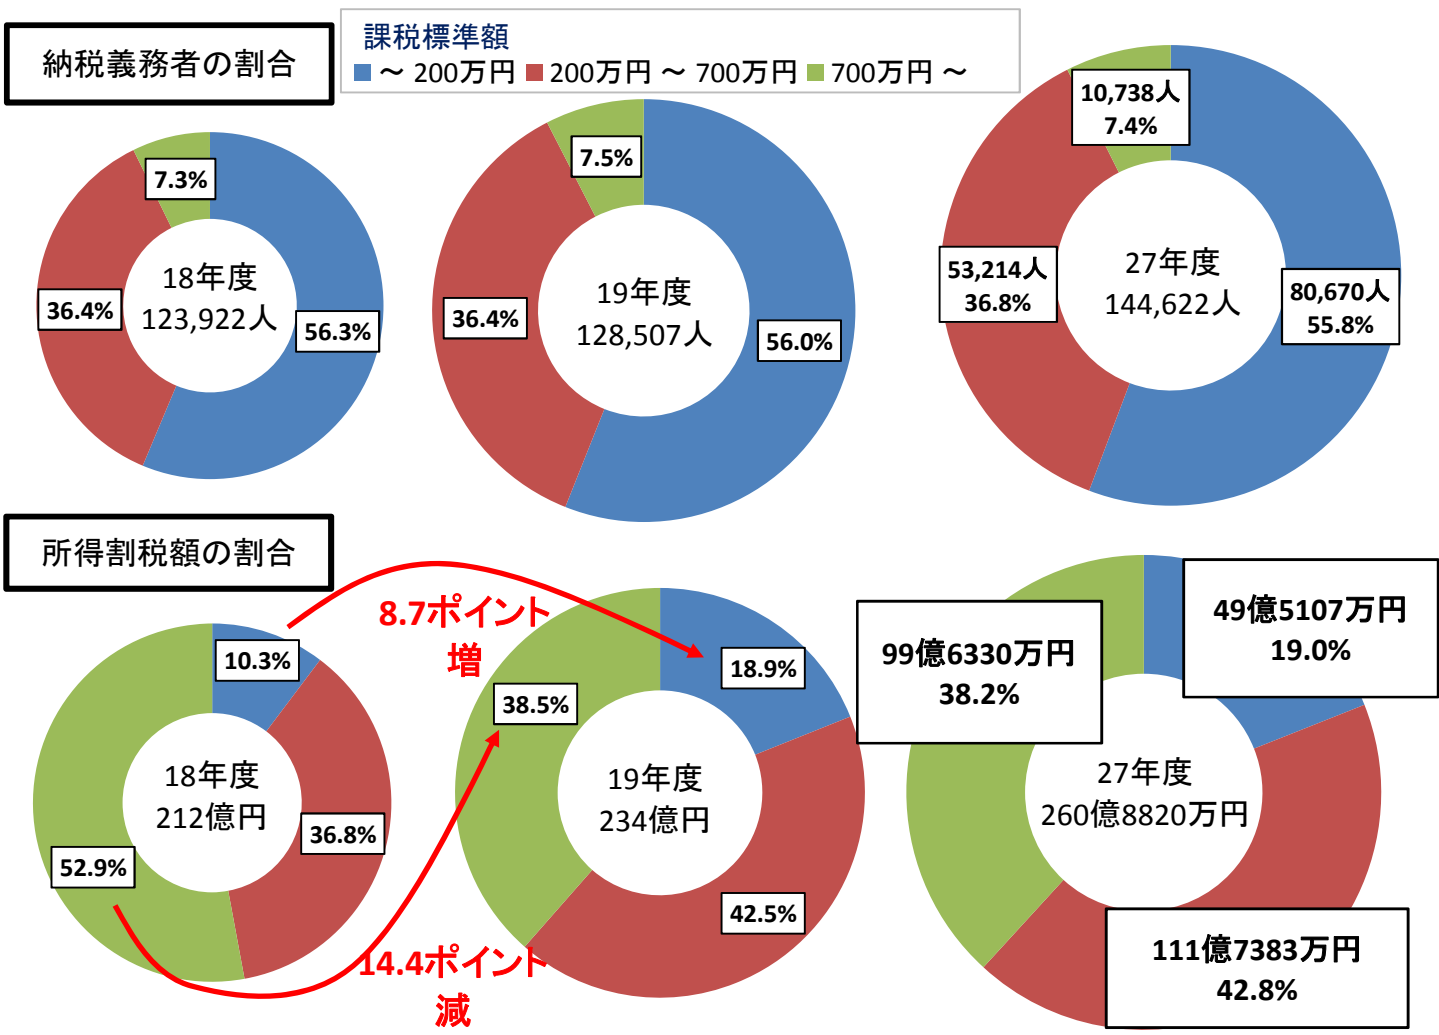 納税義務者の割合
課税標準額
～ 200万円 200万円 ～ 700万円 700万円 ～
7.3%
36.4%
56.3%
18年度
123,922人
7.5%
36.4%
56.0%
19年度
128,507人
10,738人
7.4%
53,214人
36.8%
80,670人
55.8%
27年度
144,622人
所得割税額の割合
10.3%
36.8%
52.9%
18年度
212億円
8.7ポイント
増
14.4ポイント
減
18.9%
38.5%
42.5%
19年度
234億円
99億6330万円
38.2%
49億5107万円
19.0%
27年度
260億8820万円
111億7383万円
42.8%